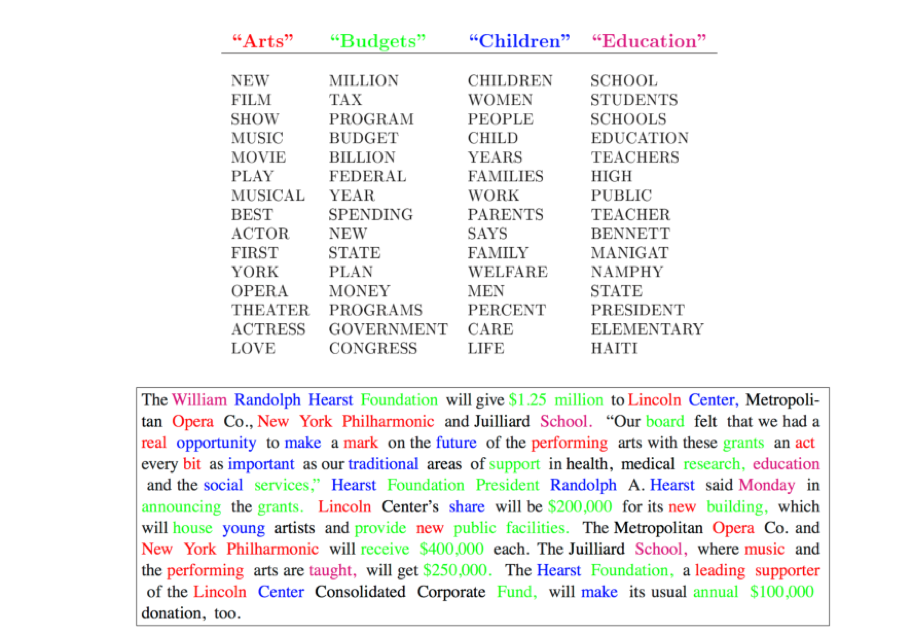 “Arts” “Budgets” “Children” “Education”
NEW MILLION CHILDREN SCHOOL
FILM TAX WOMEN STUDENTS
SHOW PROGRAM PEOPLE SCHOOLS
MUSIC BUDGET CHILD EDUCATION
MOVIE BILLION YEARS TEACHERS
PLAY FEDERAL FAMILIES HIGH
MUSICAL YEAR WORK PUBLIC
BEST SPENDING PARENTS TEACHER
ACTOR NEW SAYS BENNETT
FIRST STATE FAMILY MANIGAT
YORK PLAN WELFARE NAMPHY
OPERA MONEY MEN STATE
THEATER PROGRAMS PERCENT PRESIDENT
ACTRESS GOVERNMENT CARE ELEMENTARY
LOVE CONGRESS LIFE HAITI
The William Randolph Hearst Foundation will give $1.25 million to Lincoln Center, Metropoli-
tan Opera Co., New York Philharmonic and Juilliard School. “Our board felt that we had a
real opportunity to make a mark on the future of the performing arts with these grants an act
every bit as important as our traditional areas of support in health, medical research, education
and the social services,” Hearst Foundation President Randolph A. Hearst said Monday in
announcing the grants. Lincoln Center’s share will be $200,000 for its new building, which
will house young artists and provide new public facilities. The Metropolitan Opera Co. and
New York Philharmonic will receive $400,000 each. The Juilliard School, where music and
the performing arts are taught, will get $250,000. The Hearst Foundation, a leading supporter
of the Lincoln Center Consolidated Corporate Fund, will make its usual annual $100,000
donation, too.